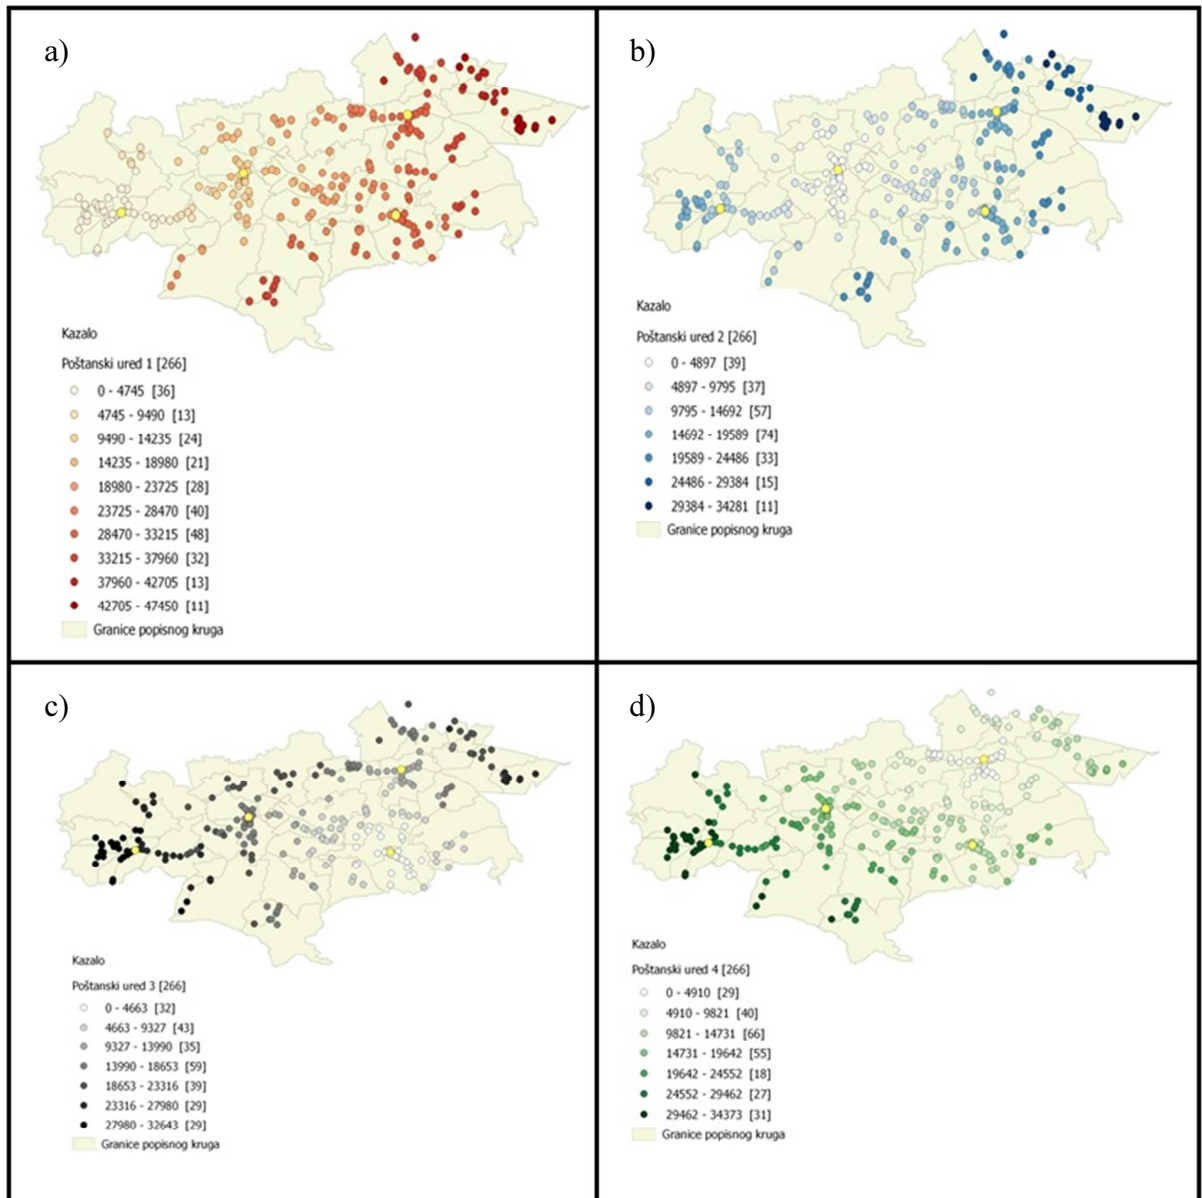 a)
Kazalo
Poštanski ured 1 [266]
0 - 4745 [36]
4745 - 9490 [13]
9490 - 14235 [24]
14235 - 18980 [21]
18980 - 23725 [28]
23725 - 28470 [40]
28470 - 33215 [48]
33215 - 37960 [32]
37960 - 42705 [13]
42705 - 47450 [11]
Granice popisnog kruga
b)
Kazalo
Poštanski ured 2 [266]
0 - 4897 [39]
4897 - 9795 [37]
9795 - 14692 [57]
14692 - 19589 [74]
19589 - 24486 [33]
24486 - 29384 [15]
29384 - 34281 [11]
Granice popisnog kruga
c)
Kazalo
Poštanski ured 3 [266]
0 - 4663 [32]
4663 - 9327 [43]
9327 - 13990 [35]
13990 - 18653 [59]
18653 - 23316 [39]
23316 - 27980 [29]
27980 - 32643 [29]
Granice popisnog kruga
d)
Kazalo
Poštanski ured 4 [266]
0 - 4910 [29]
4910 - 9821 [40]
9821 - 14731 [66]
14731 - 19642 [55]
19642 - 24552 [18]
24552 - 29462 [27]
29462 - 34373 [31]
Granice popisnog kruga